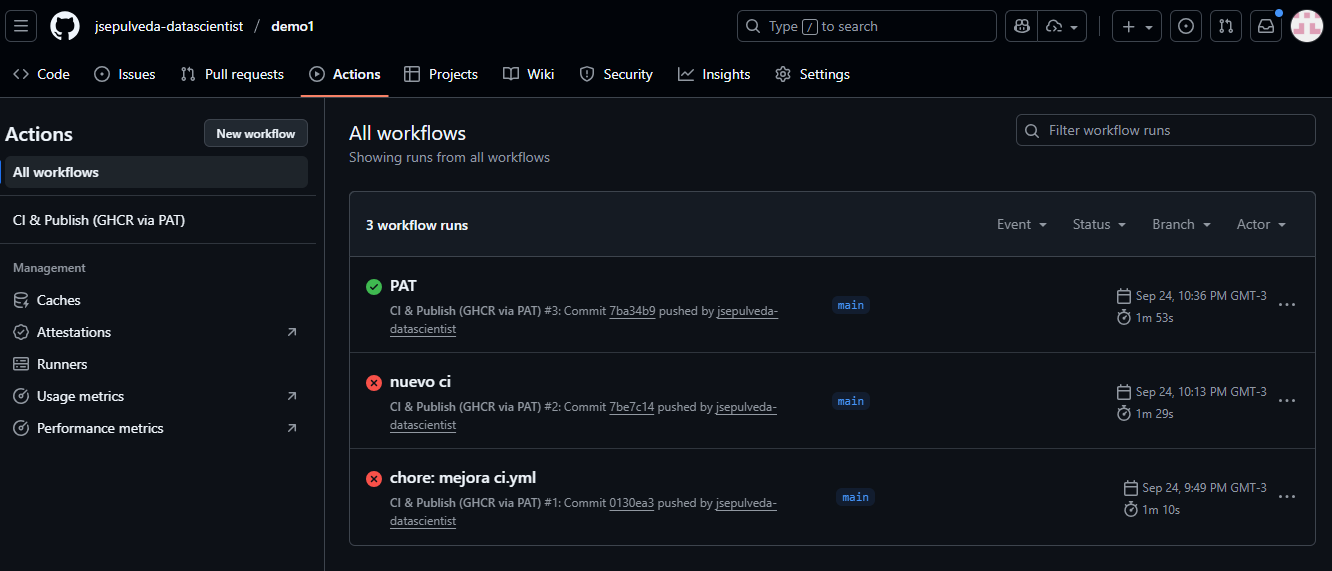 jsepulveda-datascientist / demo1
Type / to search
Code Issues Pull requests Actions Projects Wiki Security Insights Settings
Actions
New workflow
All workflows
CI & Publish (GHCR via PAT)
Management
Caches
Attestations
Runners
Usage metrics
Performance metrics
All workflows
Showing runs from all workflows
Filter workflow runs
3 workflow runs
Event Status Branch Actor
PAT
CI & Publish (GHCR via PAT) #3: Commit 7ba34b9 pushed by jsepulveda-
datascientist
main
Sep 24, 10:36 PM GMT-3
1m 53s
nuevo ci
CI & Publish (GHCR via PAT) #2: Commit 7be7c14 pushed by jsepulveda-
datascientist
main
Sep 24, 10:13 PM GMT-3
1m 29s
chore: mejora ci.yml
CI & Publish (GHCR via PAT) #1: Commit 0130ea3 pushed by jsepulveda-
datascientist
main
Sep 24, 9:49 PM GMT-3
1m 10s